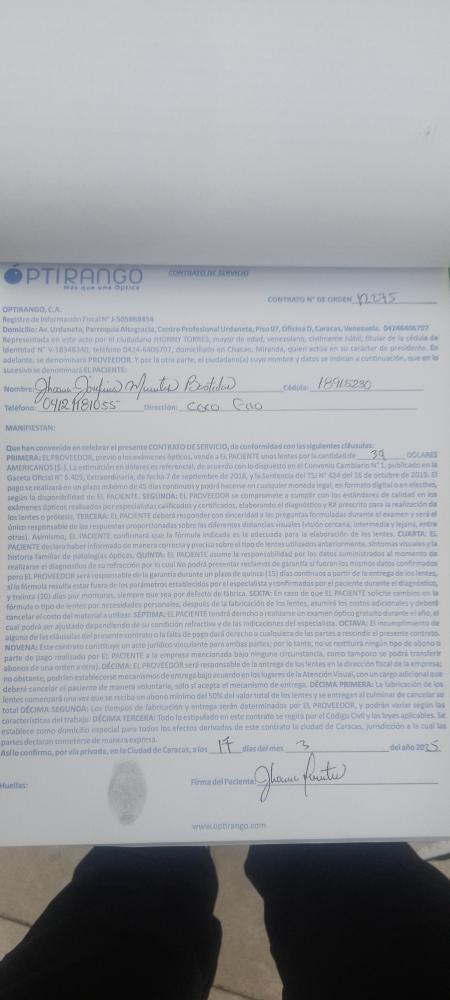 OPTIRANGO
Más que una Óptica
CONTRATO DE SERVICIO
CONTRATO N° DE ORDEN 12275
OPTIRANGO, C.A.
Registro de Información Fiscal N° J-505868454
Domicilio: Av. Urdaneta, Parroquia Altagracia, Centro Profesional Urdaneta, Piso 07, Oficina D, Caracas, Venezuela. 04246406797
Representada en este acto por el ciudadano JHONNY TORRES, mayor de edad, venezolano, civilmente hábil, titular de la cédula de
Identidad N° V-18348340, teléfono 0424-6406797, domiciliado en Chacao, Miranda, quien actúa en su carácter de presidente. En
adelante, se denominará PROVEEDOR. Y por la otra parte, el ciudadano(a) cuyo nombre y datos se indican a continuación, que en lo
sucesivo se denominará EL PACIENTE:
Nombre: Cédula: 18915230
Teléfono: 04129181055 Dirección: COCO
MANIFIESTAN:
Que han convenido en celebrar el presente CONTRATO DE SERVICIO, de conformidad con las siguientes cláusulas:
PRIMERA: EL PROVEEDOR, previo a los exámenes ópticos, vende a EL PACIENTE unos lentes por la cantidad de 39 DÓLARES
AMERICANOS ($-). La estimación en dólares es referencial, de acuerdo con lo dispuesto en el Convenio Cambiario N° 1, publicado en la
Gaceta Oficial N° 6.405, Extraordinaria, de fecha 7 de septiembre de 2018, y la Sentencia del TSJ N° 424 del 16 de octubre de 2019. El
pago se realizará en un plazo máximo de 45 días continuos y podrá hacerse en cualquier moneda legal, en formato digital o en efectivo,
según la disponibilidad de EL PACIENTE. SEGUNDA: EL PROVEEDOR se compromete a cumplir con los estándares de calidad en los
exámenes ópticos realizados por especialistas calificados y certificados, elaborando el diagnóstico y RX prescrito para la realización de
los lentes o prótesis. TERCERA: EL PACIENTE deberá responder con sinceridad a las preguntas formuladas durante el examen y será el
único responsable de las respuestas proporcionadas sobre las diferentes distancias visuales (visión cercana, intermedia y lejana, entre
otras). Asimismo, EL PACIENTE confirmará que la fórmula indicada es la adecuada para la elaboración de los lentes. CUARTA: EL
PACIENTE declara haber informado de manera correcta y precisa sobre el tipo de lentes utilizados anteriormente, síntomas visuales y la
historia familiar de patologías ópticas. QUINTA: EL PACIENTE asume la responsabilidad por los datos suministrados al momento de
realizarse el diagnostico de su refracción por lo cual No podrá presentar reclamos de garantía si fueran los mismos datos confirmados
pero EL PROVEEDOR será responsable de la garantía durante un plazo de quince (15) días continuos a partir de la entrega de los lentes,
si la fórmula resulta estar fuera de los parámetros establecidos por el especialista y confirmados por el paciente durante el diagnóstico,
y treinta (30) días por monturas, siempre que sea por defecto de fábrica. SEXTA: En caso de que EL PACIENTE solicite cambios en la
fórmula o tipo de lentes por necesidades personales, después de la fabricación de los lentes, asumirá los costos adicionales y deberá
cancelar el costo del material a utilizar. SÉPTIMA: EL PACIENTE tendrá derecho a realizarse un examen óptico gratuito durante el año, el
cual podrá ser ajustado dependiendo de su condición refractiva y de las indicaciones del especialista. OCTAVA: El incumplimiento de
alguna de las cláusulas del presente contrato o la falta de pago dará derecho a cualquiera de las partes a rescindir el presente contrato.
NOVENA: Este contrato constituye un acto jurídico vinculante para ambas partes; por lo tanto, no se restituirá ningún tipo de abono o
parte de pago realizado por EL PACIENTE a la empresa mencionada bajo ninguna circunstancia, como tampoco se podrá transferir
abonos de una orden a otra). DÉCIMA: EL PROVEEDOR será responsable de la entrega de los lentes en la dirección fiscal de la empresa;
no obstante, podrían establecerse mecanismos de entrega bajo acuerdo en los lugares de la Atención Visual, con un cargo adicional que
deberá cancelar el paciente de manera voluntaria, solo si acepta el mecanismo de entrega. DÉCIMA PRIMERA: La fabricación de los
lentes comenzará una vez que se reciba un abono mínimo del 50% del valor total de los lentes y se entregan al culminar de cancelar su
total DÉCIMA SEGUNDA: Los tiempos de fabricación y entrega serán determinados por EL PROVEEDOR, y podrán variar según las
características del trabajo. DÉCIMA TERCERA: Todo lo estipulado en este contrato se regirá por el Código Civil y las leyes aplicables. Se
establece como domicilio especial para todos los efectos derivados de este contrato la ciudad de Caracas, jurisdicción a la cual las
partes declaran someterse de manera expresa.
Así lo confirmo, por vía privada, en la Ciudad de Caracas, a los 17 días del mes 3 del año 2025
Huellas: Firma del Paciente:
www.optirango.com